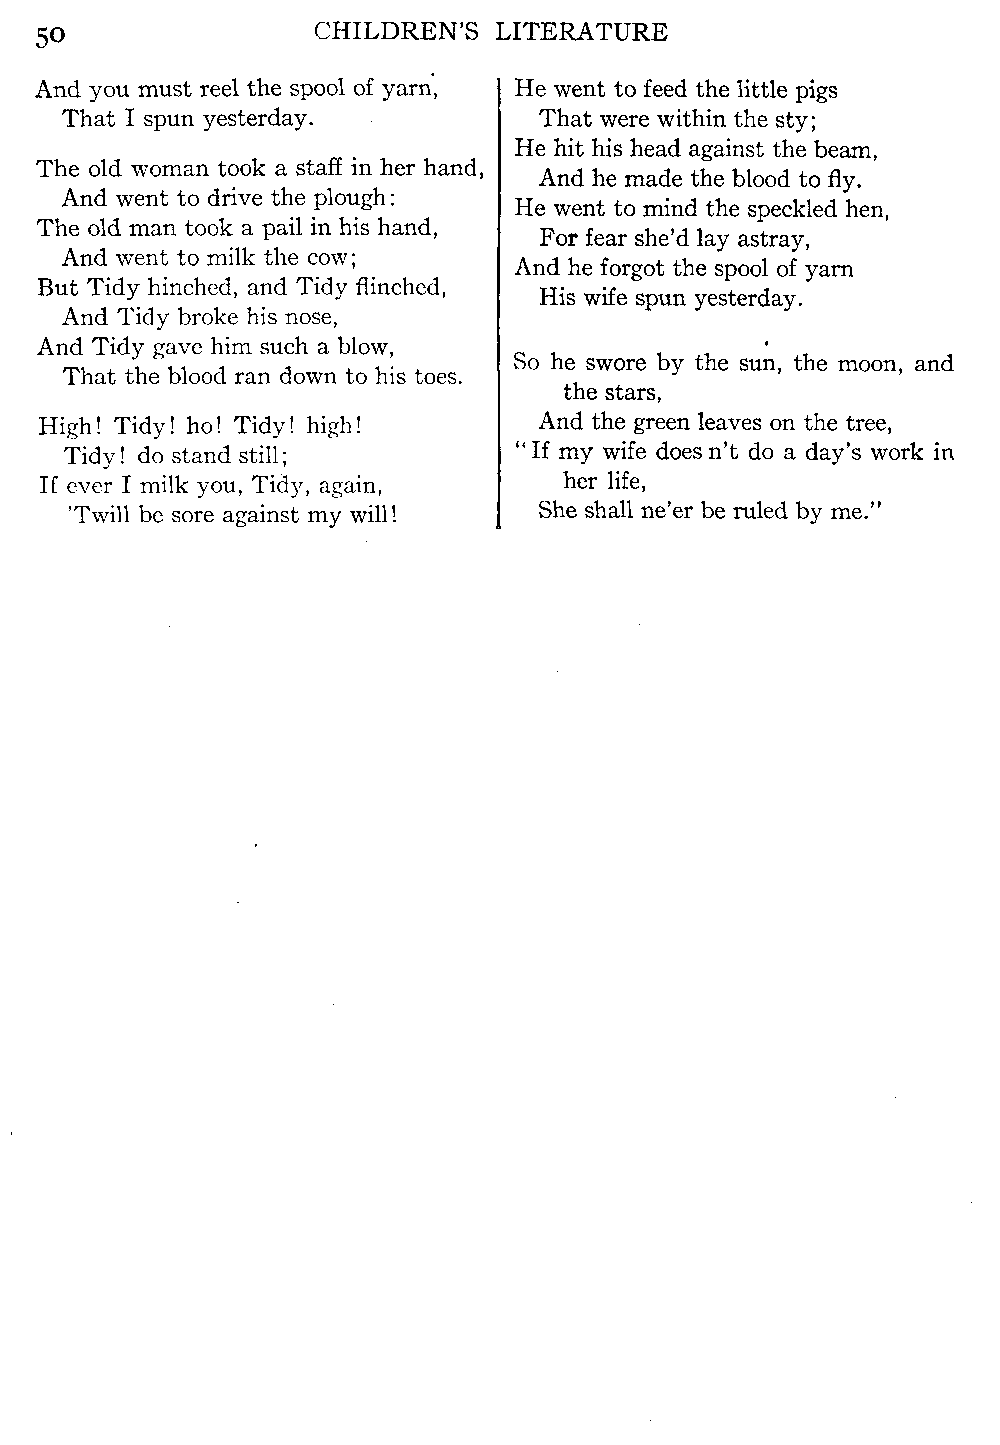 50 CHILDREN'S LITERATURE
And you must reel the spool of yarn,
That I spun yesterday.
The old woman took a staff in her hand,
And went to drive the plough:
The old man took a pail in his hand,
And went to milk the cow;
But Tidy hinched, and Tidy flinched,
And Tidy broke his nose,
And Tidy gave him such a blow,
That the blood ran down to his toes.
High! Tidy! ho! Tidy! high!
Tidy! do stand still;
If ever I milk you, Tidy, again,
'Twill be sore against my will!
He went to feed the little pigs
That were within the sty;
He hit his head against the beam,
And he made the blood to fly.
He went to mind the speckled hen,
For fear she'd lay astray,
And he forgot the spool of yarn
His wife spun yesterday.
So he swore by the sun, the moon, and
the stars,
And the green leaves on the tree,
"If my wife does n't do a day's work in
her life,
She shall ne'er be ruled by me."